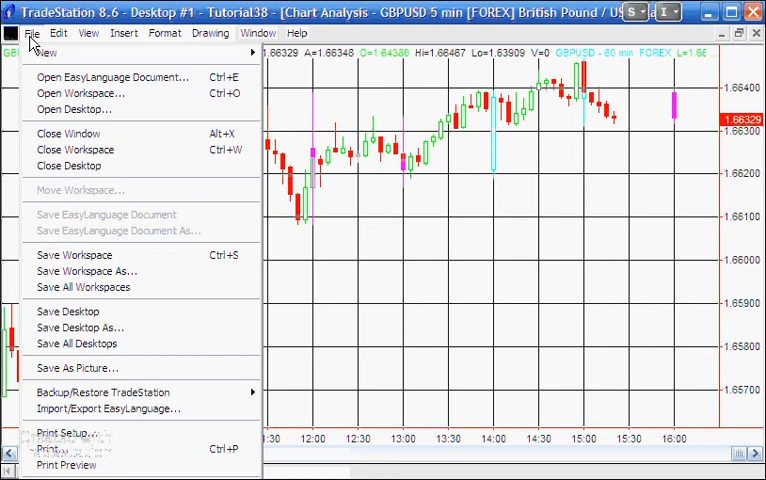 TradeStation 8.6 - Desktop #1 - Tutorial38 - [Chart Analysis - GBPUSD 5 min [FOREX] British Pound / US
S I
File Edit View Insert Format Drawing Window Help
1.66329 A=1.66348 Hi=1.66467 Lo=1.63909 V=0 GBPUSD - 60 min FOREX L=1.66
O=1.64380
New
Open EasyLanguage Document... Ctrl+E
Open Workspace... Ctrl+O
Open Desktop...
Close Window Alt+X
Close Workspace Ctrl+W
Close Desktop
Move Workspace...
Save EasyLanguage Document
Save EasyLanguage Document As...
Save Workspace Ctrl+S
Save Workspace As...
Save All Workspaces
Save Desktop
Save Desktop As...
Save All Desktops
Save As Picture...
Backup/Restore TradeStation
Import/Export EasyLanguage...
Print Setup...
Print... Ctrl+P
Print Preview
1.66400
1.66329
1.66300
1.66200
1.66100
1.66000
1.65900
1.65800
1.65700
:30 12:00 12:30 13:00 13:30 14:00 14:30 15:00 15:30 16:00